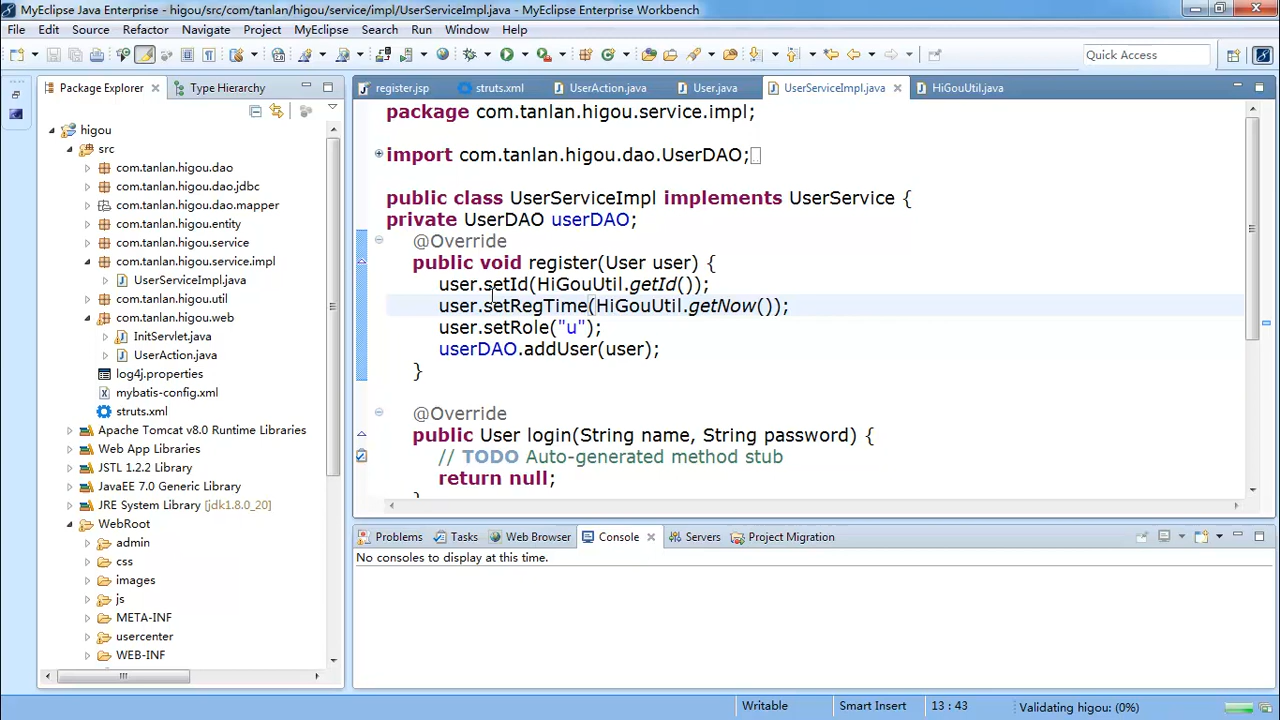 MyEclipse Java Enterprise - higou/src/com/tanlan/higou/service/impl/UserServiceImpl.java - MyEclipse Enterprise Workbench
File Edit Source Refactor Navigate Project MyEclipse Search Run Window Help
Quick Access
Package Explorer Type Hierarchy
register.jsp struts.xml UserAction.java User.java UserServiceImpl.java HiGouUtil.java
higou
src
com.tanlan.higou.dao
com.tanlan.higou.dao.jdbc
com.tanlan.higou.dao.mapper
com.tanlan.higou.entity
com.tanlan.higou.service
com.tanlan.higou.service.impl
UserServiceImpl.java
com.tanlan.higou.util
com.tanlan.higou.web
InitServlet.java
UserAction.java
log4j.properties
mybatis-config.xml
struts.xml
Apache Tomcat v8.0 Runtime Libraries
Web App Libraries
JSTL 1.2.2 Library
JavaEE 7.0 Generic Library
JRE System Library [jdk1.8.0_20]
WebRoot
admin
css
images
js
META-INF
usercenter
WEB-INF
package com.tanlan.higou.service.impl;
import com.tanlan.higou.dao.UserDAO;
public class UserServiceImpl implements UserService {
private UserDAO userDAO;
@Override
public void register(User user) {
user.setId(HiGouUtil.getId());
user.setRegTime(HiGouUtil.getNow());
user.setRole("u");
userDAO.addUser(user);
}
@Override
public User login(String name, String password) {
// TODO Auto-generated method stub
return null;
Problems Tasks Web Browser Console Servers Project Migration
No consoles to display at this time.
Writable Smart Insert 13 : 43 Validating higou: (0%)